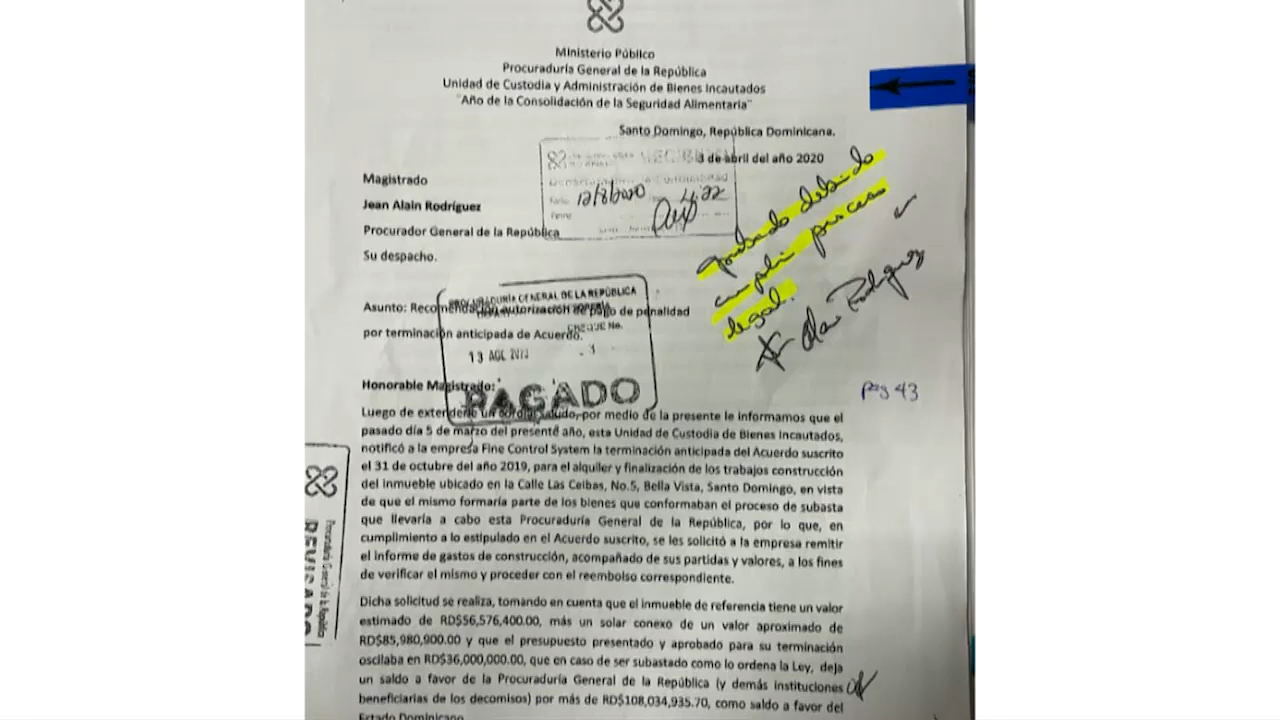 Ministerio Público
Procuraduría General de la República
Unidad de Custodia y Administración de Bienes Incautados
"Año de la Consolidación de la Seguridad Alimentaria"
Santo Domingo, República Dominicana.
3 de abril del año 2020
Magistrado
Jean Alain Rodríguez
Procurador General de la República
Su despacho.
12/8/2020
4:22
Aprobado debido
cumplir proceso
legal.
Alain Rodríguez
Asunto: Recomendación autorización de pago de penalidad
por terminación anticipada de Acuerdo.
PROCURADURÍA GENERAL DE LA REPÚBLICA
CHEQUE No.
13 AGO
PAGADO
pag 43
Honorable Magistrado:
Luego de extenderle un cordial saludo, por medio de la presente le informamos que el
pasado día 5 de marzo del presente año, esta Unidad de Custodia de Bienes Incautados,
notificó a la empresa Fine Control System la terminación anticipada del Acuerdo suscrito
el 31 de octubre del año 2019, para el alquiler y finalización de los trabajos construcción
del inmueble ubicado en la Calle Las Ceibas, No.5, Bella Vista, Santo Domingo, en vista
de que el mismo formaría parte de los bienes que conformaban el proceso de subasta
que llevaría a cabo esta Procuraduría General de la República, por lo que, en
cumplimiento a lo estipulado en el Acuerdo suscrito, se les solicitó a la empresa remitir
el informe de gastos de construcción, acompañado de sus partidas y valores, a los fines
de verificar el mismo y proceder con el reembolso correspondiente.
Procuraduría General de la República
REVISADO
Dicha solicitud se realiza, tomando en cuenta que el inmueble de referencia tiene un valor
estimado de RD$56,576,400.00, más un solar conexo de un valor aproximado de
RD$85,980,900.00 y que el presupuesto presentado y aprobado para su terminación
oscilaba en RD$36,000,000.00, que en caso de ser subastado como lo ordena la Ley, deja
un saldo a favor de la Procuraduría General de la República (y demás instituciones
beneficiarias de los decomisos) por más de RD$108,034,935.70, como saldo a favor del
Estado Dominicano